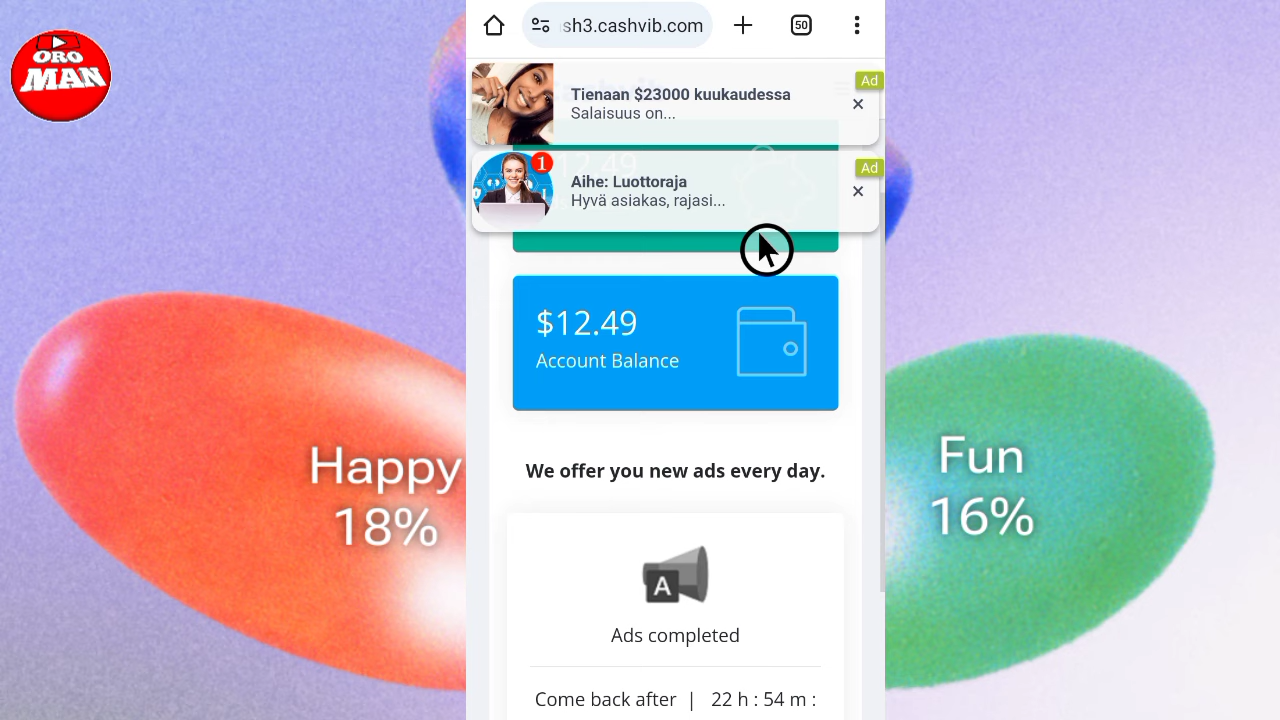 ORO
MAN
sh3.cashvib.com
50
Ad
Tienaan $23000 kuukaudessa
Salaisuus on...
12.49
1
Ad
Aihe: Luottoraja
Hyvä asiakas, rajasi...
$12.49
Account Balance
Happy
18%
Fun
16%
We offer you new ads every day.
A
Ads completed
Come back after | 22 h : 54 m :